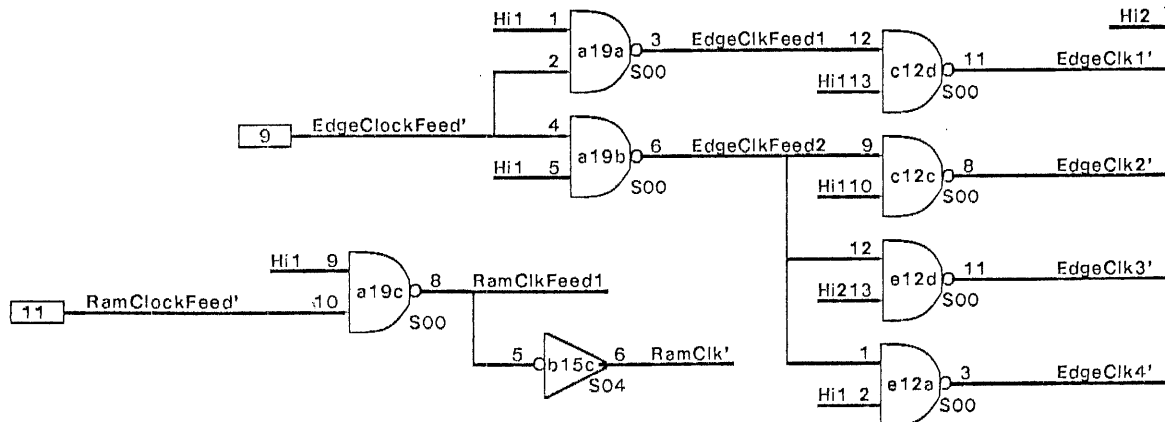 Hi1 1
a19a
3 EdgeClkFeed1 12
2
S00
Hi113
c12d
11 EdgeClk1'
S00
Hi2
9 EdgeClockFeed' 4
Hi1 5
a19b
6 EdgeClkFeed2 9
S00
Hi110
c12c
8 EdgeClk2'
S00
12
Hi213
e12d
11 EdgeClk3'
S00
Hi1 9
11 RamClockFeed' 10
a19c
8 RamClkFeed1
S00
5 b15c 6 RamClk'
S04
1
Hi1 2
e12a
3 EdgeClk4'
S00